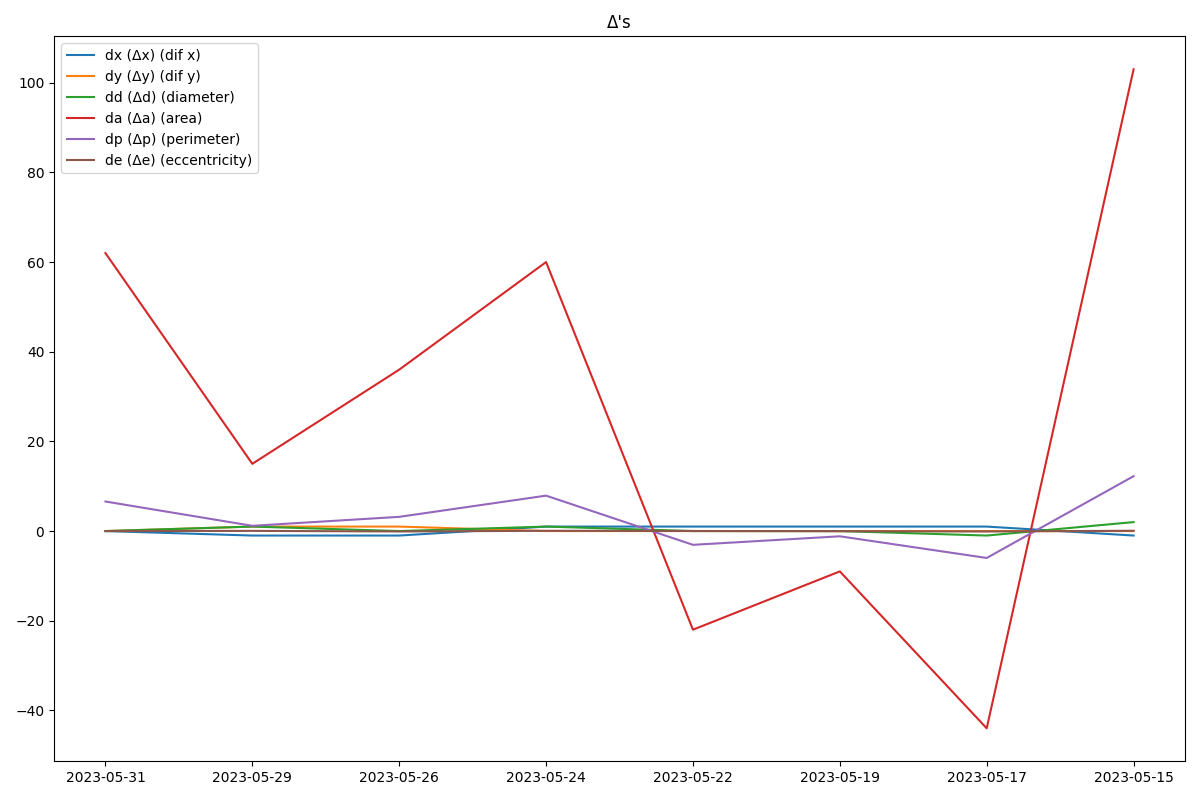 Δ's
dx (Δx) (dif x)
dy (Δy) (dif y)
dd (Δd) (diameter)
da (Δa) (area)
dp (Δp) (perimeter)
de (Δe) (eccentricity)
100
80
60
40
20
0
−20
−40
2023-05-31 2023-05-29 2023-05-26 2023-05-24 2023-05-22 2023-05-19 2023-05-17 2023-05-15